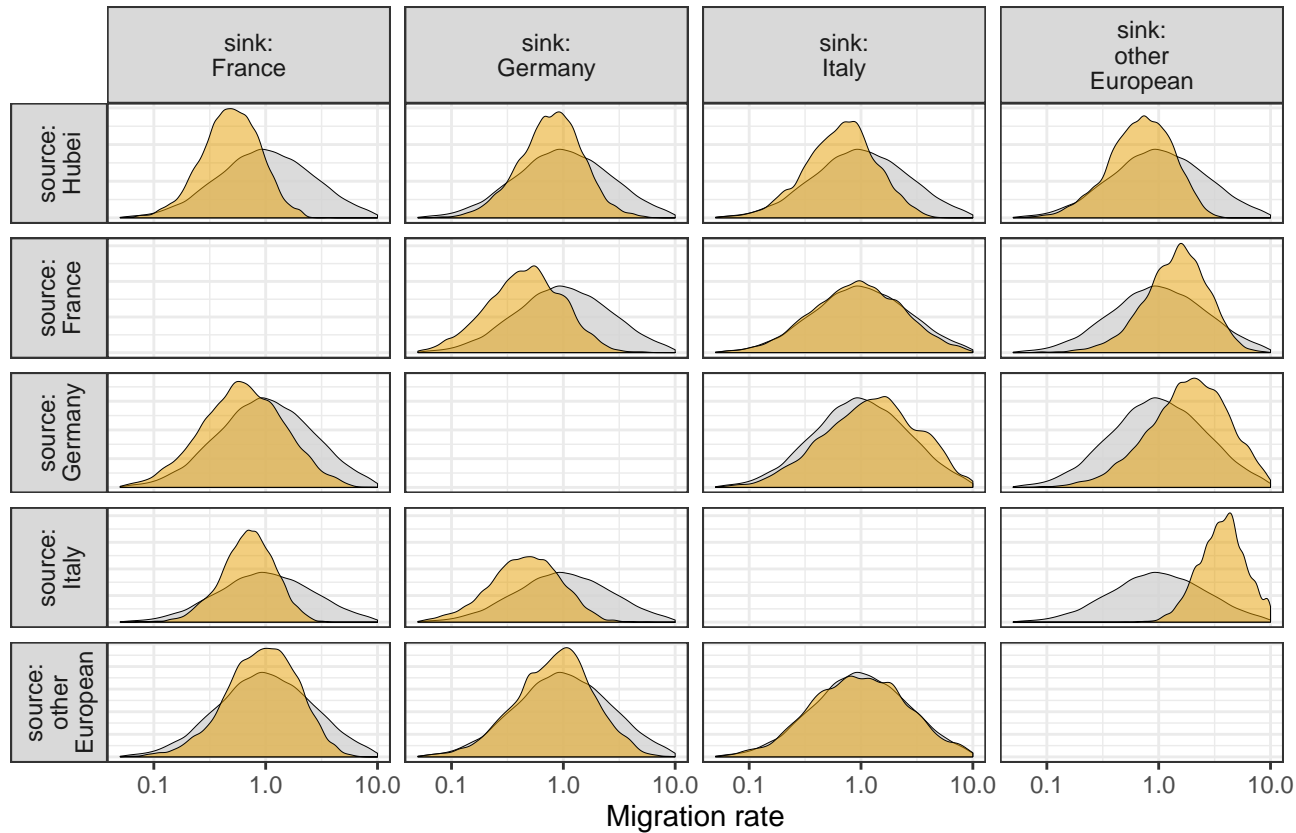 sink:
France
sink:
Germany
sink:
Italy
sink:
other
European
source:
Hubei
source:
France
source:
Germany
source:
Italy
source:
other
European
0.1 1.0 10.0 0.1 1.0 10.0 0.1 1.0 10.0 0.1 1.0 10.0
Migration rate